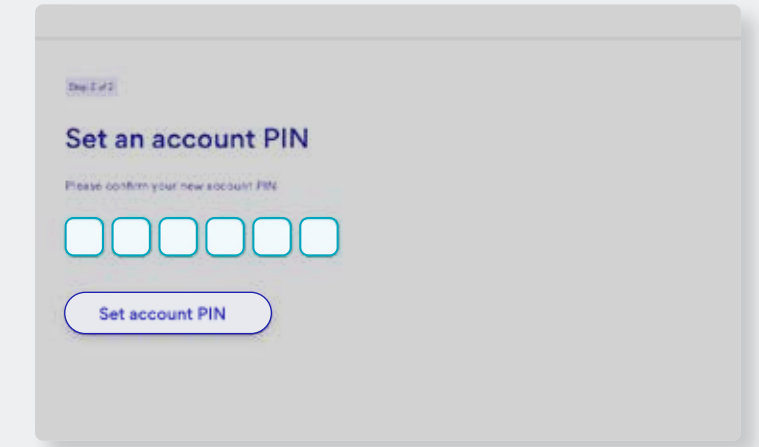 Step 2 of 2
Set an account PIN
Please confirm your new account PIN
Set account PIN